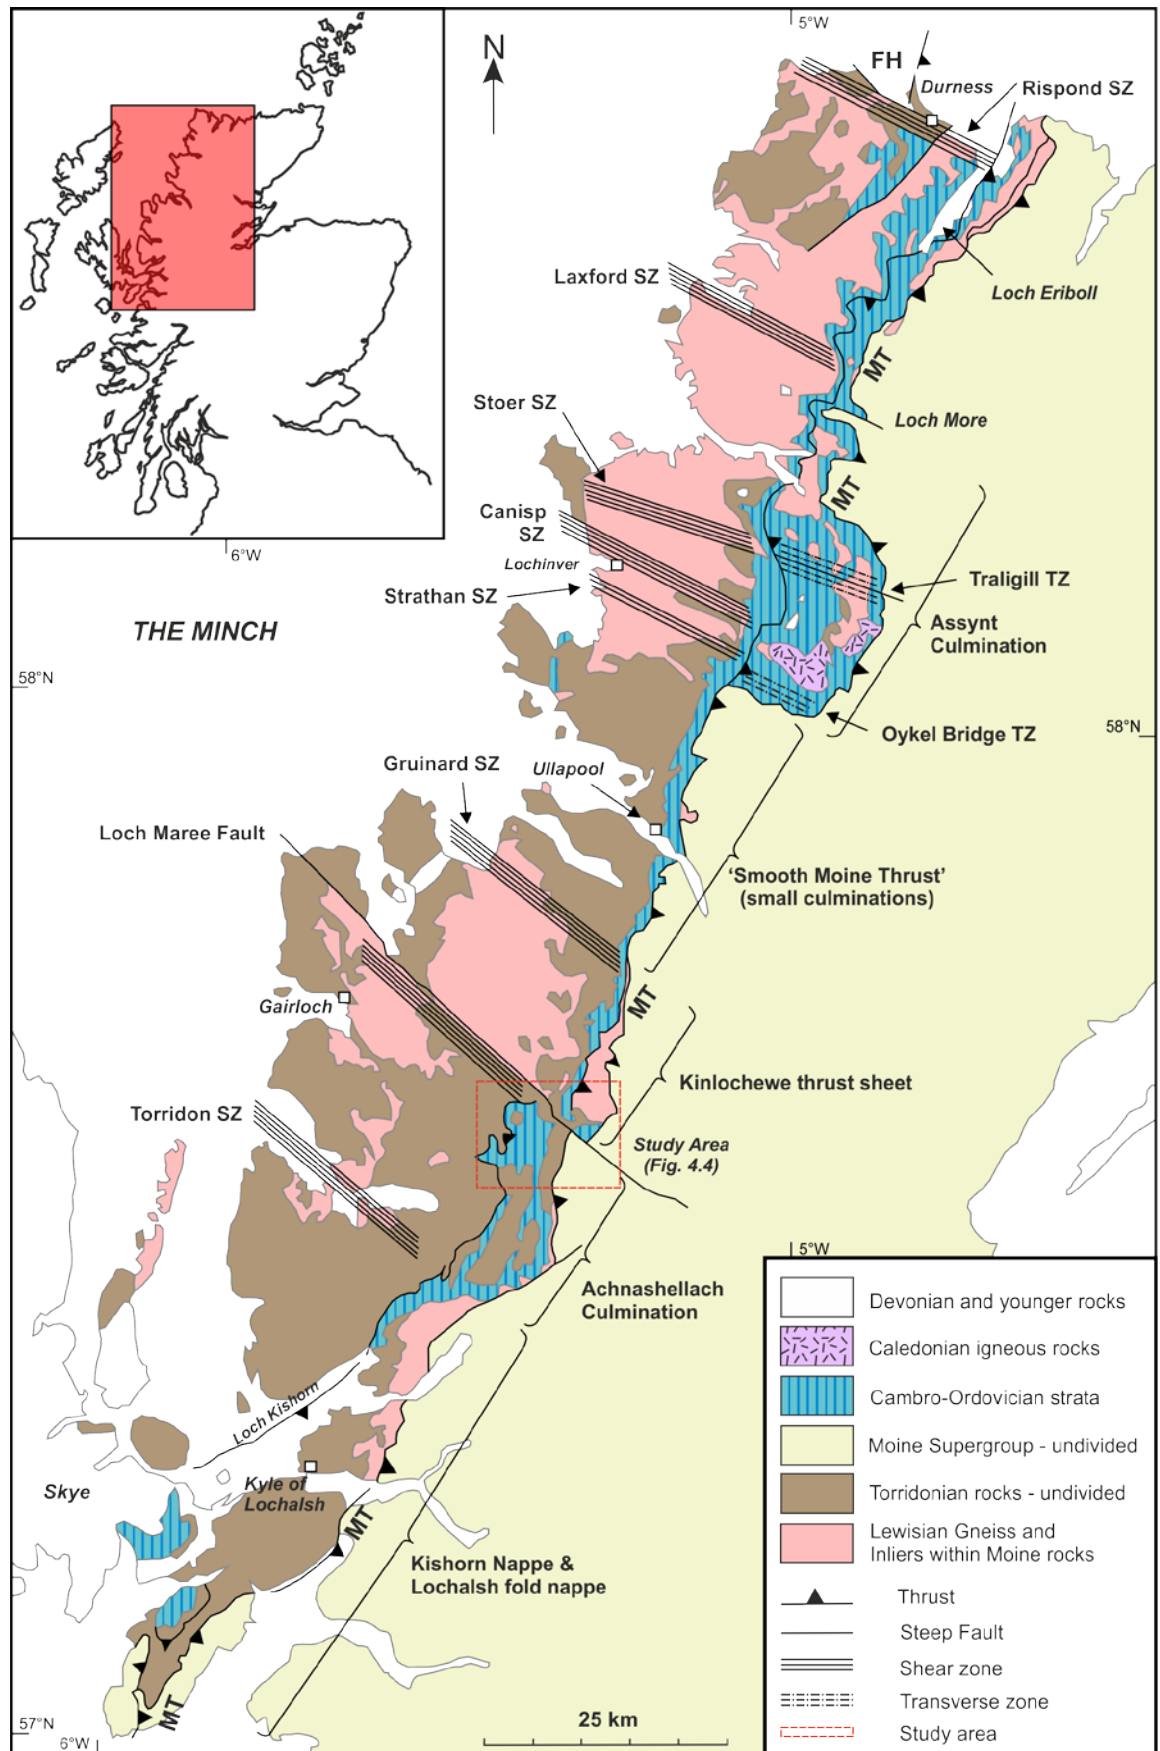 5°W
N
FH
Durness
Rispond SZ
Laxford SZ
Loch Eriboll
MT
Stoer SZ
Loch More
MT
Canisp
SZ
6°W
Lochinver
Traligill TZ
Strathan SZ
Assynt
Culmination
THE MINCH
58°N
Oykel Bridge TZ
58°N
Gruinard SZ
Ullapool
Loch Maree Fault
‘Smooth Moine Thrust’
(small culminations)
Gairloch
MT
Kinlochewe thrust sheet
Torridon SZ
Study Area
(Fig. 4.4)
5°W
Achnashellach
Culmination
Loch Kishorn
Skye
Kyle of
Lochalsh
MT
Kishorn Nappe &
Lochalsh fold nappe
MT
57°N
6°W
25 km
Devonian and younger rocks
Caledonian igneous rocks
Cambro-Ordovician strata
Moine Supergroup - undivided
Torridonian rocks - undivided
Lewisian Gneiss and
Inliers within Moine rocks
Thrust
Steep Fault
Shear zone
Transverse zone
Study area